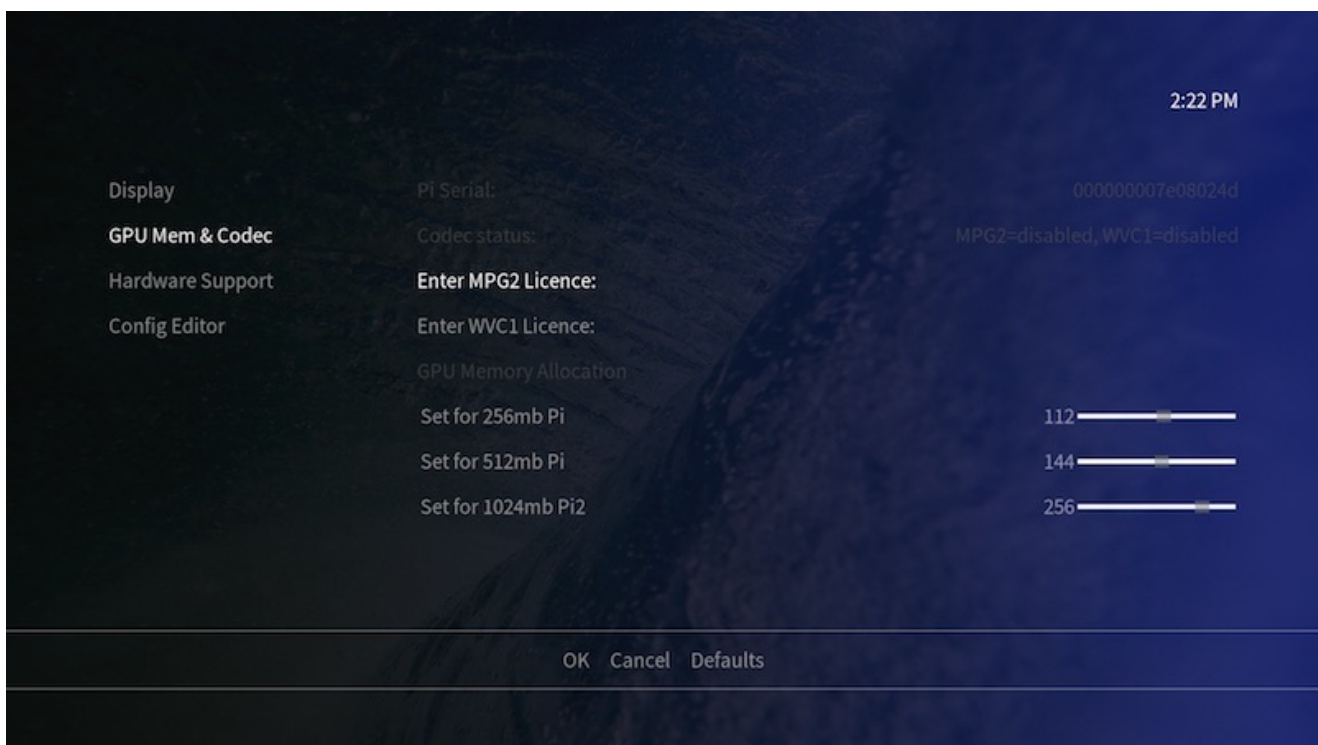 2:22 PM
Display
GPU Mem & Codec
Hardware Support
Config Editor
Pi Serial: 000000007e08024d
Codec status: MPG2=disabled, WVC1=disabled
Enter MPG2 Licence:
Enter WVC1 Licence:
GPU Memory Allocation
Set for 256mb Pi 112
Set for 512mb Pi 144
Set for 1024mb Pi2 256
OK Cancel Defaults